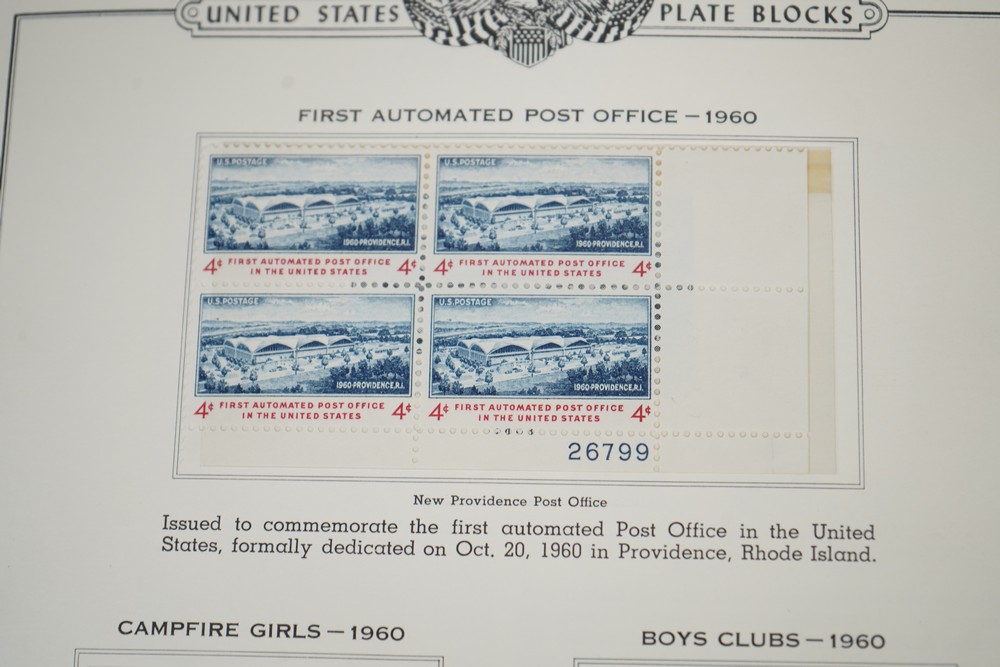 UNITED STATES PLATE BLOCKS
FIRST AUTOMATED POST OFFICE — 1960
U.S. POSTAGE
1960·PROVIDENCE, R.I.
4¢ FIRST AUTOMATED POST OFFICE 4¢
IN THE UNITED STATES
U.S. POSTAGE
1960·PROVIDENCE, R.I.
4¢ FIRST AUTOMATED POST OFFICE 4¢
IN THE UNITED STATES
U.S. POSTAGE
1960·PROVIDENCE, R.I.
4¢ FIRST AUTOMATED POST OFFICE 4¢
IN THE UNITED STATES
U.S. POSTAGE
1960·PROVIDENCE, R.I.
4¢ FIRST AUTOMATED POST OFFICE 4¢
IN THE UNITED STATES
26799
New Providence Post Office
Issued to commemorate the first automated Post Office in the United
States, formally dedicated on Oct. 20, 1960 in Providence, Rhode Island.
CAMPFIRE GIRLS — 1960
BOYS CLUBS — 1960